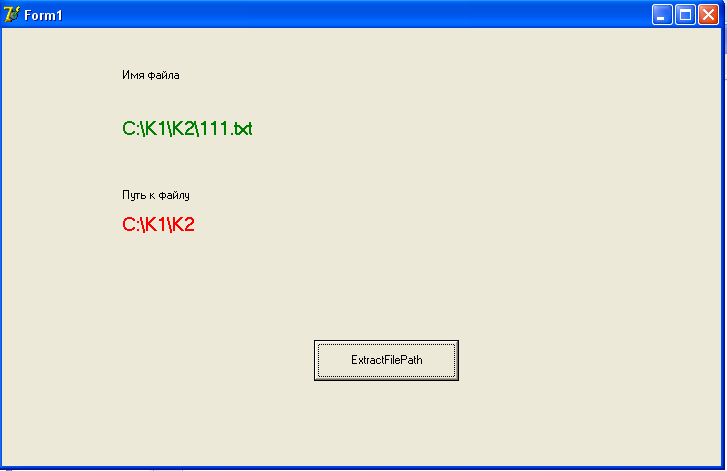 Form1
Имя файла
C:\K1\K2\111.txt
Путь к файлу
C:\K1\K2
ExtractFilePath